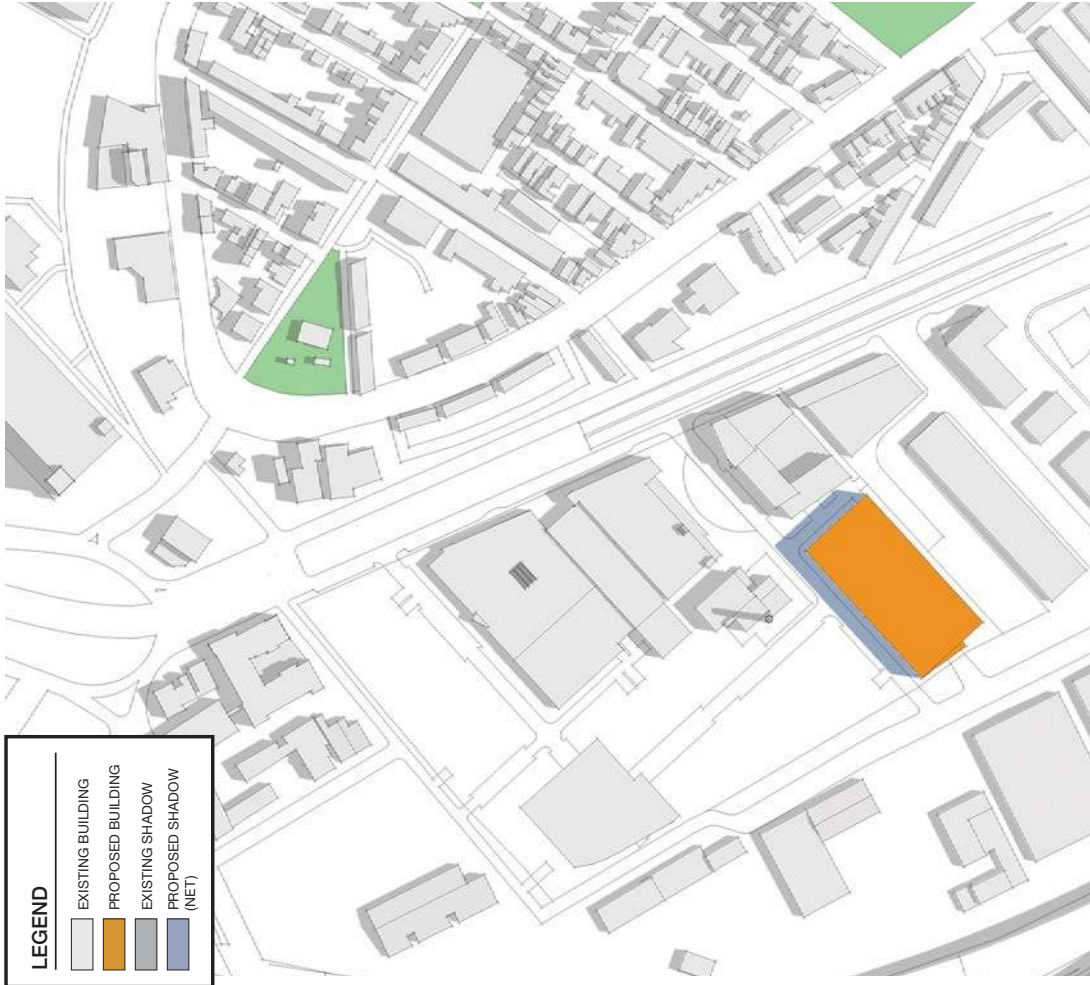 LEGEND
EXISTING BUILDING
PROPOSED BUILDING
EXISTING SHADOW
PROPOSED SHADOW
(NET)